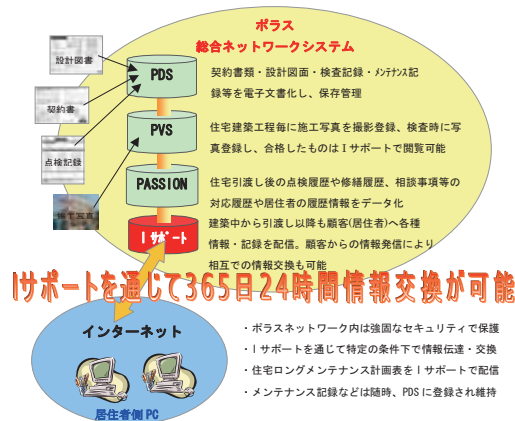 ポラス
総合ネットワークシステム
設計図書
契約書
点検記録
施工写真
PDS
契約書類・設計図面・検査記録・ﾒﾝﾃﾅﾝｽ記
録等を電子文書化し、保存管理
PVS
住宅建築工程毎に施工写真を撮影登録、検査時に写
真登録し、合格したものはＩサポートで閲覧可能
PASSION
住宅引渡し後の点検履歴や修繕履歴、相談事項等の
対応履歴や居住者の履歴情報をデータ化
Ｉｻﾎﾟｰﾄ
建築中から引渡し以降も顧客(居住者)へ各種
情報・記録を配信。顧客からの情報発信により
相互での情報交換も可能
Iサポートを通じて365日24時間情報交換が可能
インターネット
居住者側 PC
・ポラスネットワーク内は強固なセキュリティで保護
・Ｉサポートを通じて特定の条件下で情報伝達・交換
・住宅ロングメンテナンス計画表をＩサポートで配信
・メンテナンス記録などは随時、PDS に登録され維持